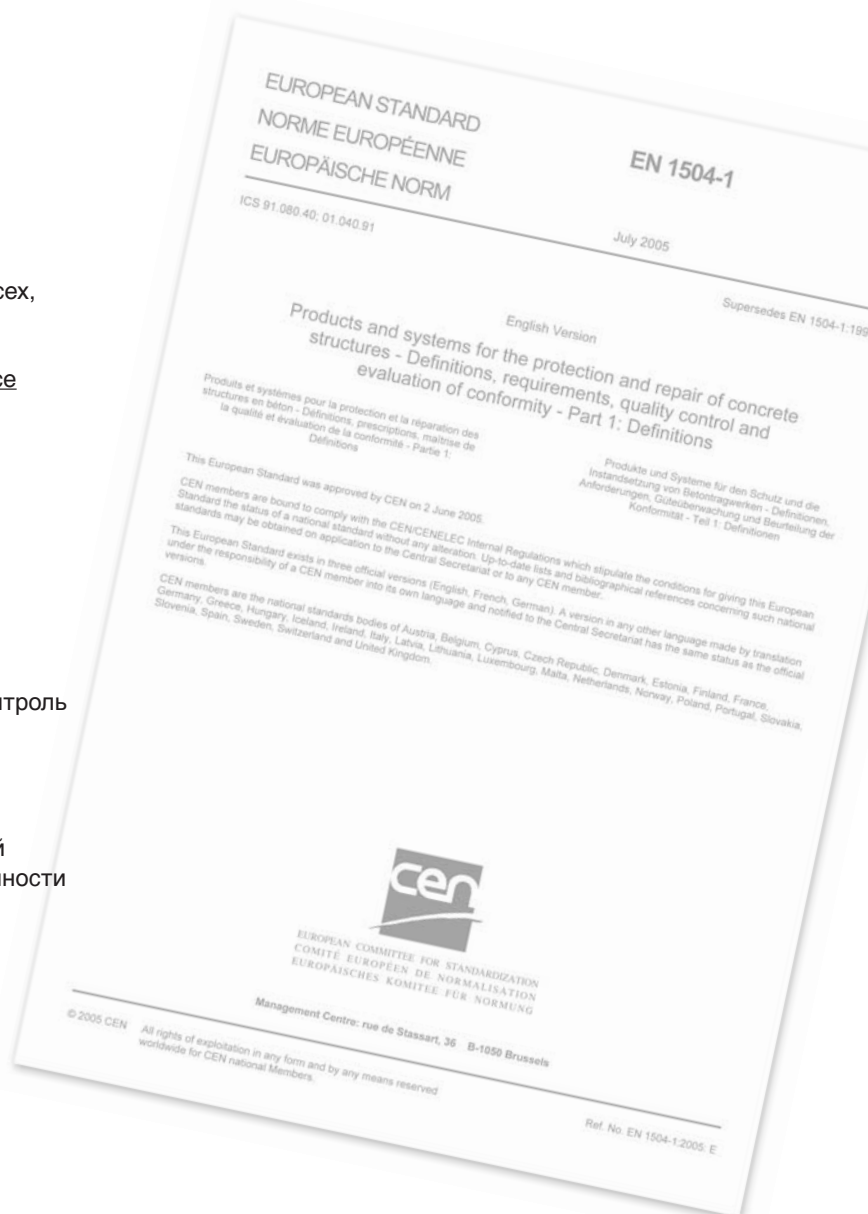 сех,
се
троль
й
ности
EUROPEAN STANDARD
NORME EUROPÉENNE
EUROPÄISCHE NORM
EN 1504-1
ICS 91.080.40; 01.040.91
July 2005
Supersedes EN 1504-1:199
English Version
Products and systems for the protection and repair of concrete
structures - Definitions, requirements, quality control and
evaluation of conformity - Part 1: Definitions
Produits et systèmes pour la protection et la réparation des
structures en béton - Définitions, prescriptions, maîtrise de
la qualité et évaluation de la conformité - Partie 1:
Définitions
Produkte und Systeme für den Schutz und die
Instandsetzung von Betontragwerken - Definitionen,
Anforderungen, Güteüberwachung und Beurteilung der
Konformität - Teil 1: Definitionen
This European Standard was approved by CEN on 2 June 2005.
CEN members are bound to comply with the CEN/CENELEC Internal Regulations which stipulate the conditions for giving this European
Standard the status of a national standard without any alteration. Up-to-date lists and bibliographical references concerning such national
standards may be obtained on application to the Central Secretariat or to any CEN member.
This European Standard exists in three official versions (English, French, German). A version in any other language made by translation
under the responsibility of a CEN member into its own language and notified to the Central Secretariat has the same status as the official
versions.
CEN members are the national standards bodies of Austria, Belgium, Cyprus, Czech Republic, Denmark, Estonia, Finland, France,
Germany, Greece, Hungary, Iceland, Ireland, Italy, Latvia, Lithuania, Luxembourg, Malta, Netherlands, Norway, Poland, Portugal, Slovakia,
Slovenia, Spain, Sweden, Switzerland and United Kingdom.
cen
EUROPEAN COMMITTEE FOR STANDARDIZATION
COMITÉ EUROPÉEN DE NORMALISATION
EUROPÄISCHES KOMITEE FÜR NORMUNG
Management Centre: rue de Stassart, 36 B-1050 Brussels
© 2005 CEN All rights of exploitation in any form and by any means reserved
worldwide for CEN national Members.
Ref. No. EN 1504-1:2005: E